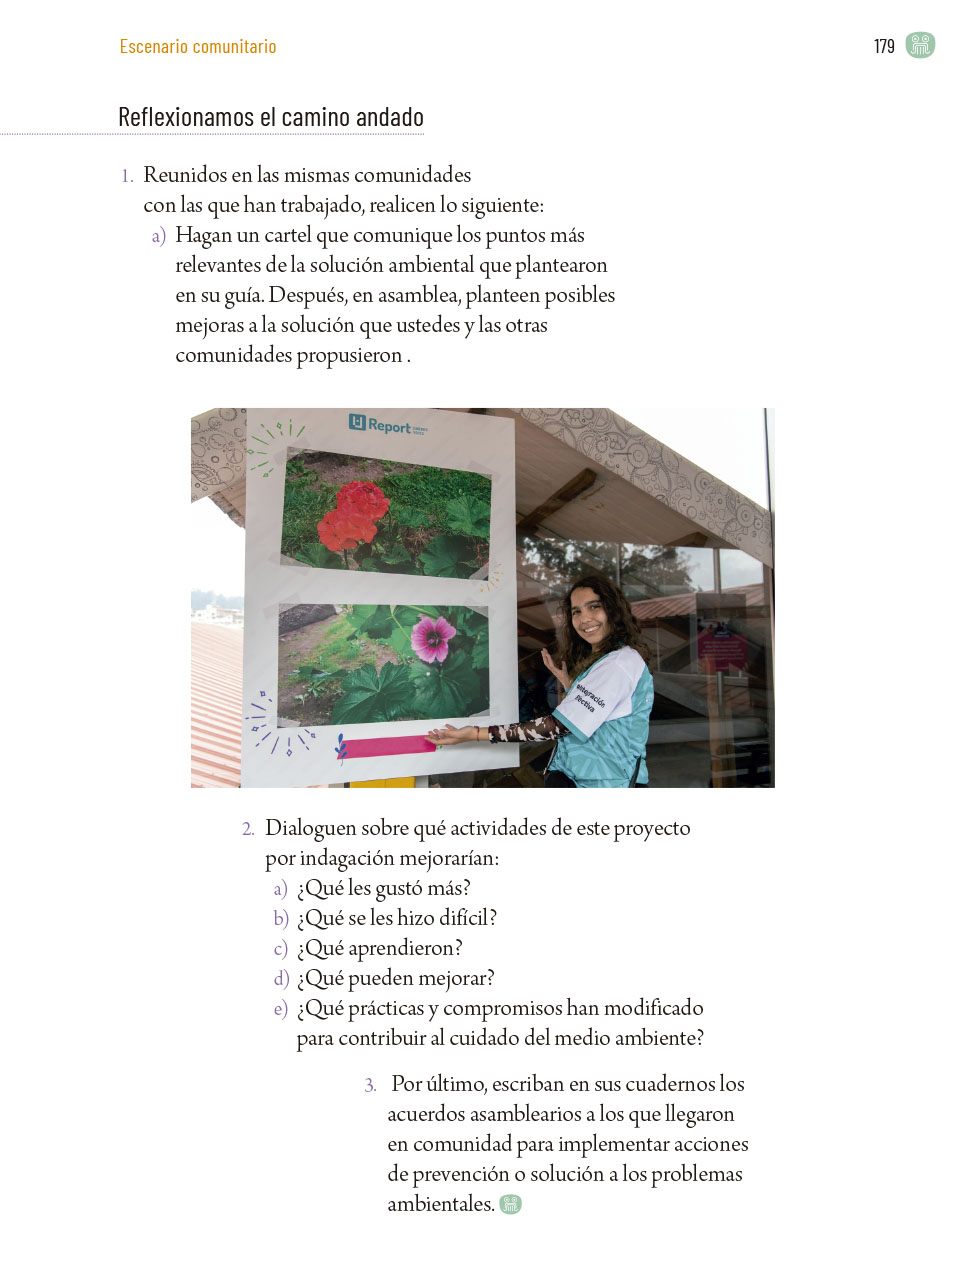 Escenario comunitario
179
Reflexionamos el camino andado
1. Reunidos en las mismas comunidades
con las que han trabajado, realicen lo siguiente:
a) Hagan un cartel que comunique los puntos más
relevantes de la solución ambiental que plantearon
en su guía. Después, en asamblea, planteen posibles
mejoras a la solución que ustedes y las otras
comunidades propusieron .
U Report
integración
fectiva
2. Dialoguen sobre qué actividades de este proyecto
por indagación mejorarían:
a) ¿Qué les gustó más?
b) ¿Qué se les hizo difícil?
c) ¿Qué aprendieron?
d) ¿Qué pueden mejorar?
e) ¿Qué prácticas y compromisos han modificado
para contribuir al cuidado del medio ambiente?
3. Por último, escriban en sus cuadernos los
acuerdos asamblearios a los que llegaron
en comunidad para implementar acciones
de prevención o solución a los problemas
ambientales.